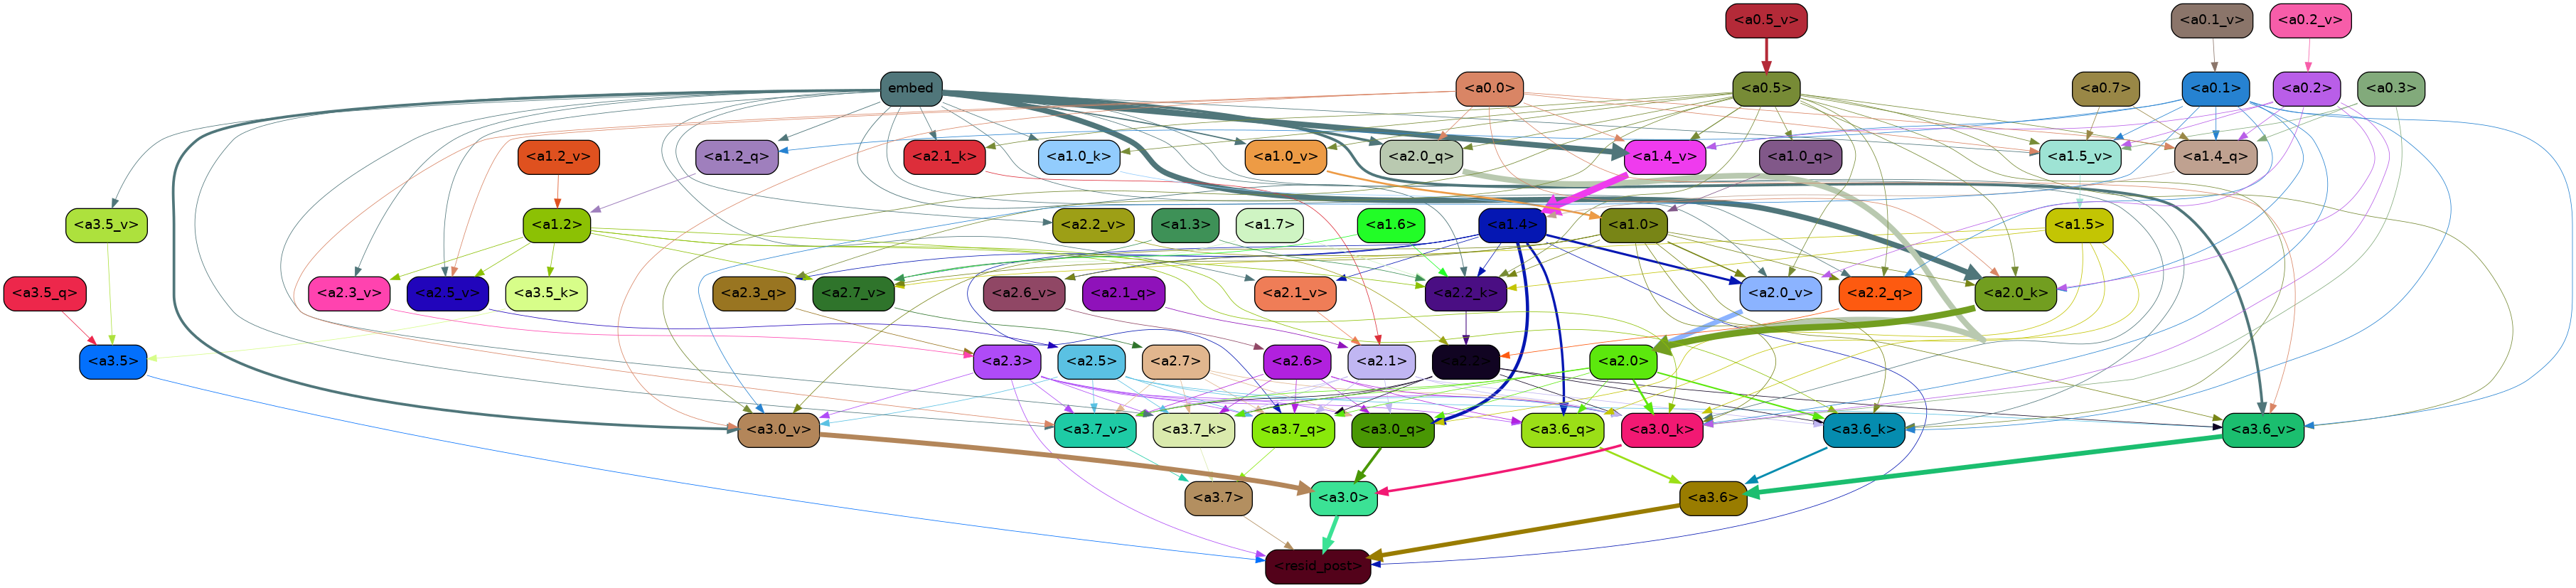 <a0.5_v> <a0.1_v> <a0.2_v>
embed <a0.0> <a0.5> <a0.7> <a0.1> <a0.2> <a0.3>
<a1.2_v> <a1.2_q> <a2.1_k> <a1.0_k> <a1.0_v> <a2.0_q> <a1.4_v> <a1.0_q> <a1.5_v> <a1.4_q>
<a3.5_v> <a1.2> <a2.2_v> <a1.3> <a1.7> <a1.6> <a1.4> <a1.0> <a1.5>
<a3.5_q> <a2.3_v> <a2.5_v> <a3.5_k> <a2.3_q> <a2.7_v> <a2.6_v> <a2.1_q> <a2.1_v> <a2.2_k> <a2.0_v> <a2.2_q> <a2.0_k>
<a3.5> <a2.3> <a2.5> <a2.7> <a2.6> <a2.1> <a2.2> <a2.0>
<a3.0_v> <a3.7_v> <a3.7_k> <a3.7_q> <a3.0_q> <a3.6_q> <a3.0_k> <a3.6_k> <a3.6_v>
<a3.7> <a3.0> <a3.6>
<resid_post>